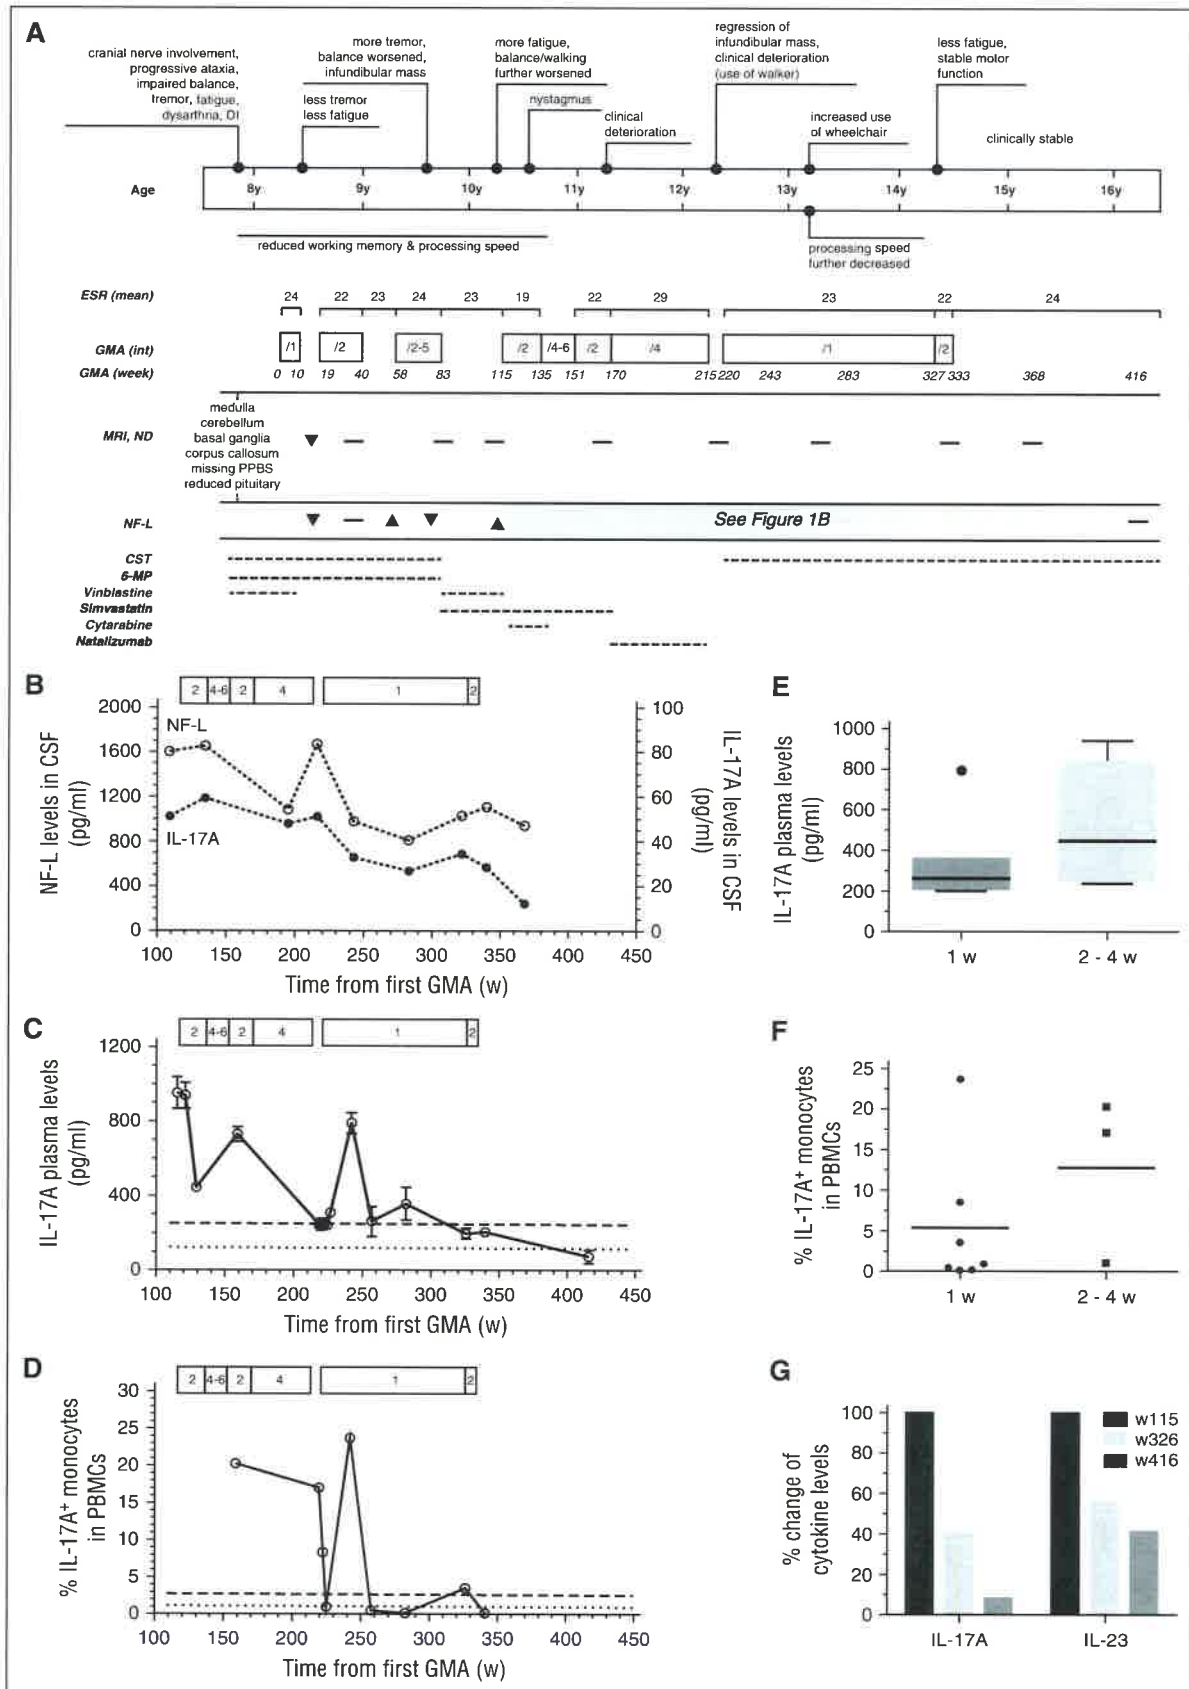 A
cranial nerve involvement,
progressive ataxia,
impaired balance,
tremor, fatigue,
dysarthria, DI
less tremor
less fatigue
more tremor,
balance worsened,
infundibular mass
more fatigue,
balance/walking
further worsened
nystagmus
clinical
deterioration
regression of
infundibular mass,
clinical deterioration
(use of walker)
increased use
of wheelchair
less fatigue,
stable motor
function
clinically stable
Age 8y 9y 10y 11y 12y 13y 14y 15y 16y
reduced working memory & processing speed
processing speed
further decreased
ESR (mean) 24 22 23 24 23 19 22 29 23 22 24
GMA (int) /1 /2 /2-5 /2 /4-6 /2 /4 /1 /2
GMA (week) 0 10 19 40 58 83 115 135 151 170 215 220 243 283 327 333 368 416
MRI, ND
medulla
cerebellum
basal ganglia
corpus callosum
missing PPBS
reduced pituitary
NF-L See Figure 1B
CST
6-MP
Vinblastine
Simvastatin
Cytarabine
Natalizumab
B
2 4-6 2 4 1 2
NF-L levels in CSF
(pg/ml)
2000
1600
1200
800
400
0
NF-L
IL-17A
100
80
60
40
20
0
IL-17A levels in CSF
(pg/ml)
100 150 200 250 300 350 400 450
Time from first GMA (w)
E
IL-17A plasma levels
(pg/ml)
1000
800
600
400
200
0
1 w 2 - 4 w
C
2 4-6 2 4 1 2
IL-17A plasma levels
(pg/ml)
1200
800
400
0
100 150 200 250 300 350 400 450
Time from first GMA (w)
F
% IL-17A+ monocytes
in PBMCs
25
20
15
10
5
0
1 w 2 - 4 w
D
2 4-6 2 4 1 2
% IL-17A+ monocytes
in PBMCs
30
25
20
15
10
5
0
100 150 200 250 300 350 400 450
Time from first GMA (w)
G
% change of
cytokine levels
100
80
60
40
20
0
w115
w326
w416
IL-17A IL-23